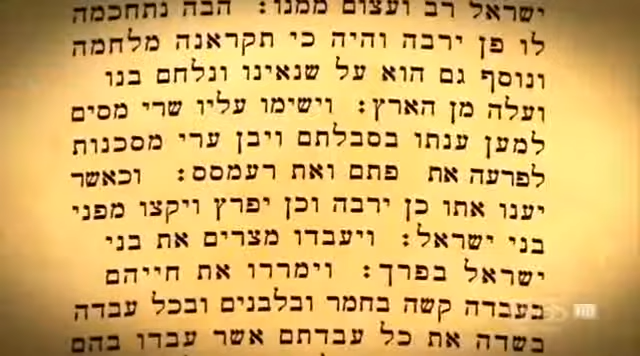 ישראל רב ועצום ממנו: הבה נתחכמה
לו פן ירבה והיה כי תקראנה מלחמה
ונוסף גם הוא על שנאינו ונלחם בנו
ועלה מן הארץ: וישימו עליו שרי מסים
למען ענתו בסבלתם ויבן ערי מסכנות
לפרעה את פתם ואת רעמסס: וכאשר
יענו אתו כן ירבה וכן יפרץ ויקצו מפני
בני ישראל: ויעבדו מצרים את בני
ישראל בפרך: וימררו את חייהם
בעבדה קשה בחמר ובלבנים ובכל עבדה
בשדה את כל עבדתם אשר עבדו בהם